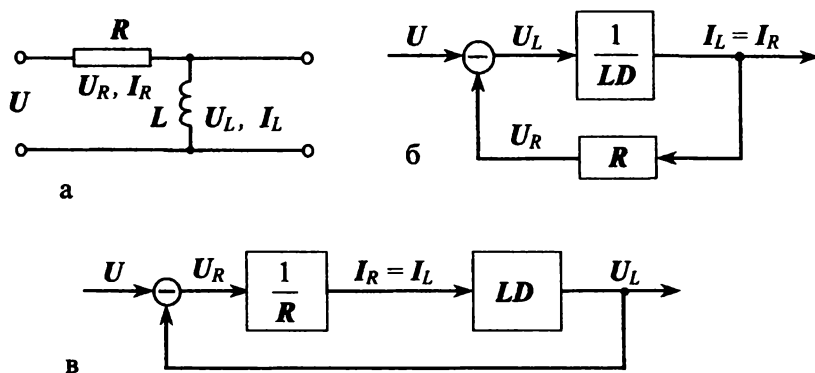 R
U
U_R, I_R
L
U_L, I_L
а
U
U_L
1
LD
I_L = I_R
U_R
R
б
U
U_R
1
R
I_R = I_L
LD
U_L
в